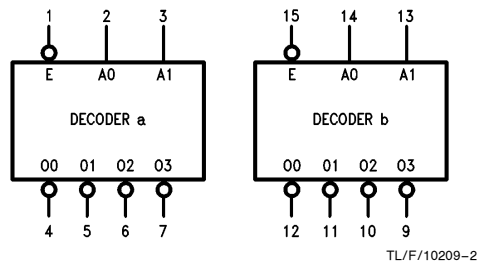 1 2 3 15 14 13
E A0 A1 E A0 A1
DECODER a DECODER b
O0 O1 O2 O3 O0 O1 O2 O3
4 5 6 7 12 11 10 9
TL/F/10209–2